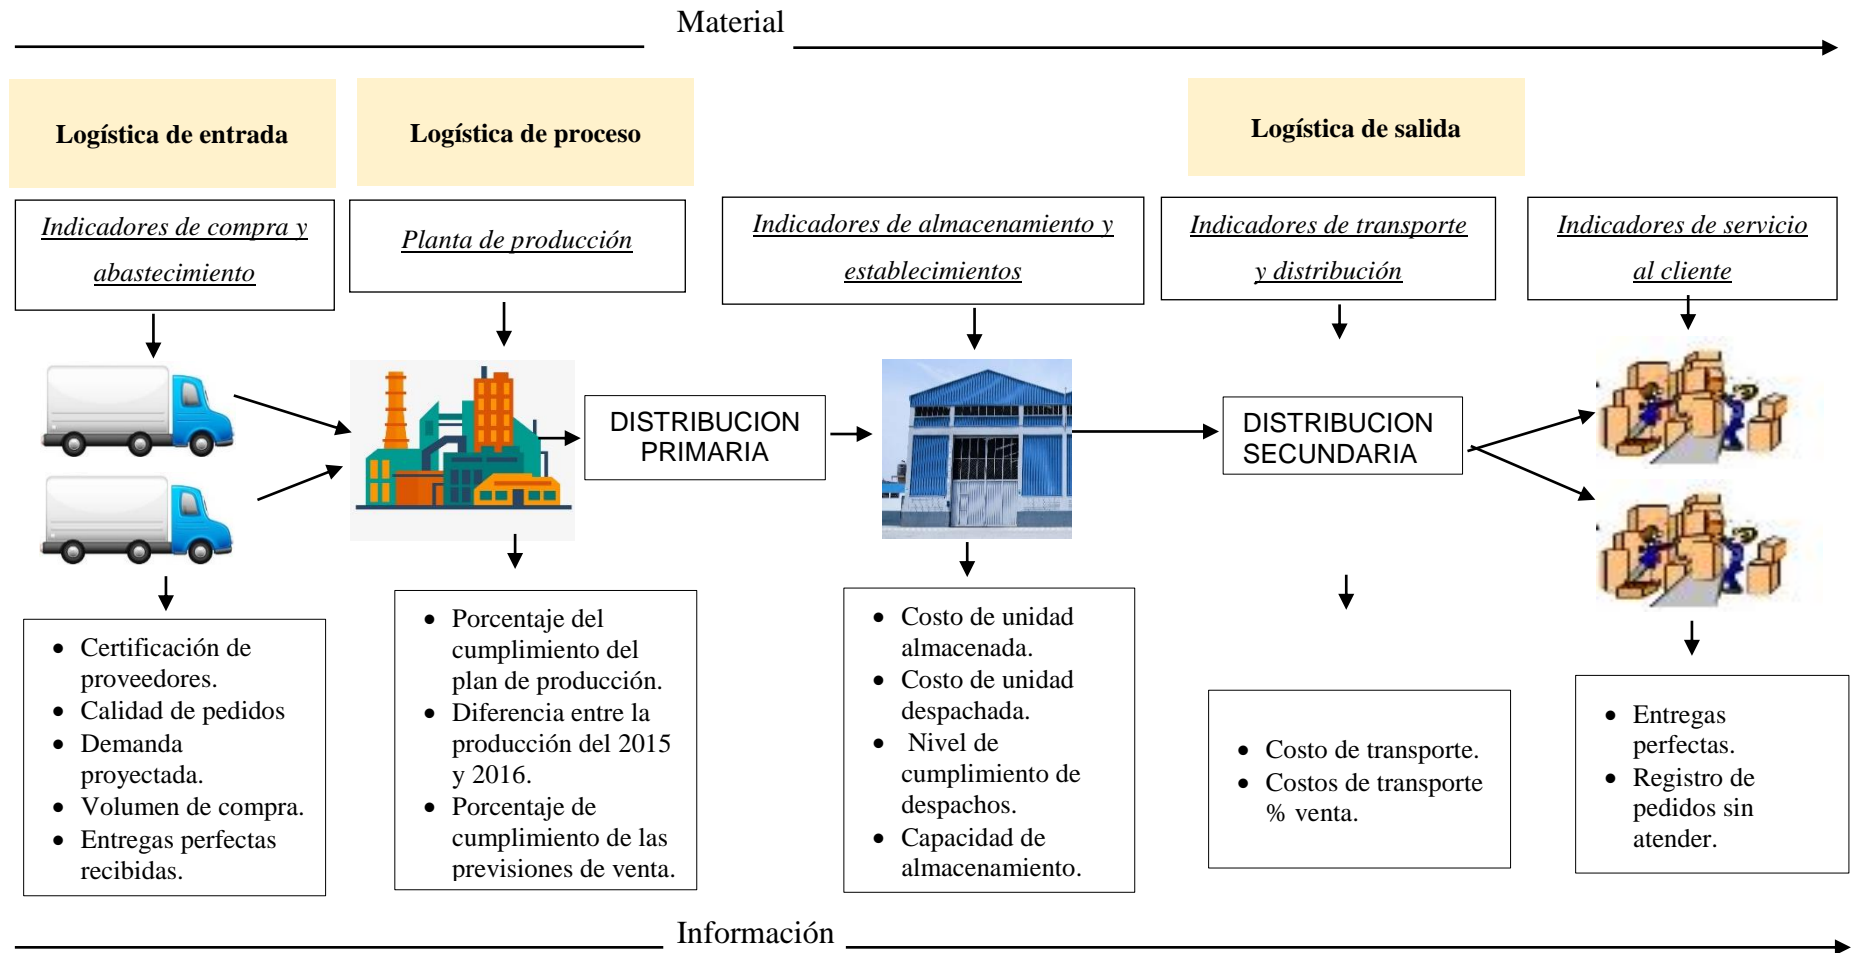 Material
Logística de entrada
Logística de proceso
Logística de salida
Indicadores de compra y
abastecimiento
Planta de producción
Indicadores de almacenamiento y
establecimientos
Indicadores de transporte
y distribución
Indicadores de servicio
al cliente
DISTRIBUCION
PRIMARIA
DISTRIBUCION
SECUNDARIA
• Certificación de
proveedores.
• Calidad de pedidos
• Demanda
proyectada.
• Volumen de compra.
• Entregas perfectas
recibidas.
• Porcentaje del
cumplimiento del
plan de producción.
• Diferencia entre la
producción del 2015
y 2016.
• Porcentaje de
cumplimiento de las
previsiones de venta.
• Costo de unidad
almacenada.
• Costo de unidad
despachada.
• Nivel de
cumplimiento de
despachos.
• Capacidad de
almacenamiento.
• Costo de transporte.
• Costos de transporte
% venta.
• Entregas
perfectas.
• Registro de
pedidos sin
atender.
Información